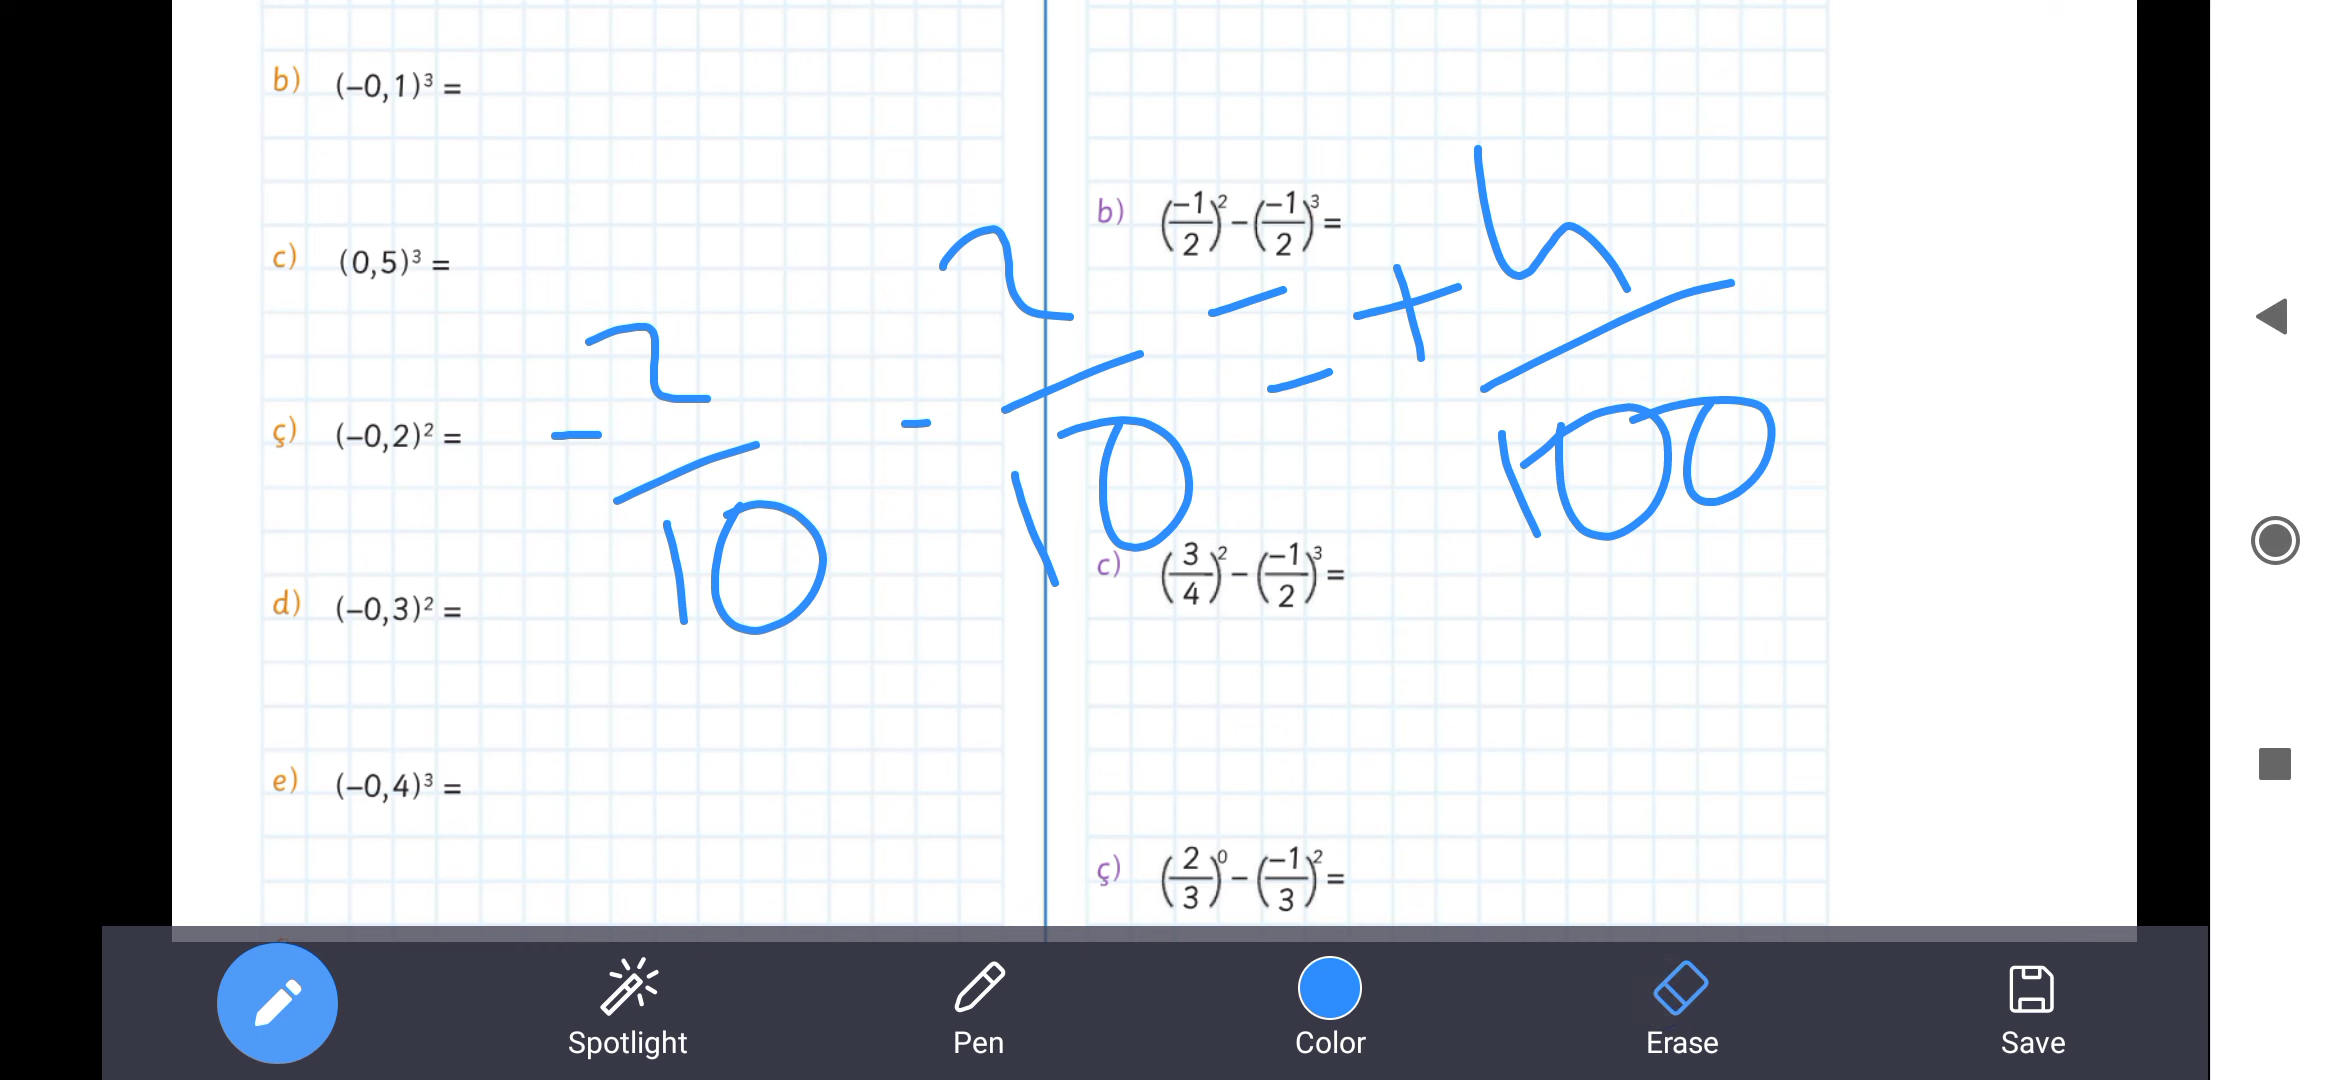 b) (−0,1)³ =
c) (0,5)³ =
ç) (−0,2)² = - 2/10 - 2/10 = + 4/100
d) (−0,3)² =
e) (−0,4)³ =
b) (−1/2)² − (−1/2)³ =
c) (3/4)² − (−1/2)³ =
ç) (2/3)⁰ − (−1/3)² =
Spotlight
Pen
Color
Erase
Save